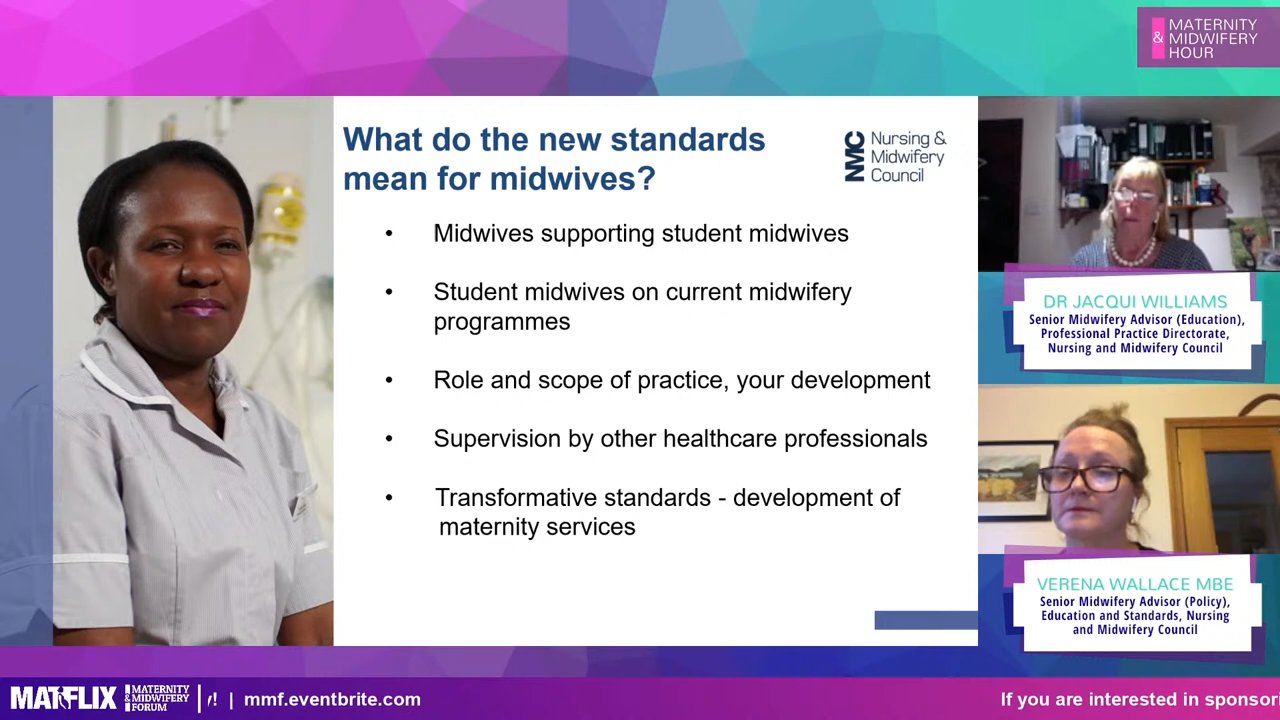 MATERNITY
& MIDWIFERY
HOUR
What do the new standards
mean for midwives?
NMC
Nursing &
Midwifery
Council
• Midwives supporting student midwives
• Student midwives on current midwifery
programmes
• Role and scope of practice, your development
• Supervision by other healthcare professionals
• Transformative standards - development of
maternity services
DR JACQUI WILLIAMS
Senior Midwifery Advisor (Education),
Professional Practice Directorate,
Nursing and Midwifery Council
VERENA WALLACE MBE
Senior Midwifery Advisor (Policy),
Education and Standards, Nursing
and Midwifery Council
MATFLIX
MATERNITY
& MIDWIFERY
FORUM
! | mmf.eventbrite.com
If you are interested in sponsori